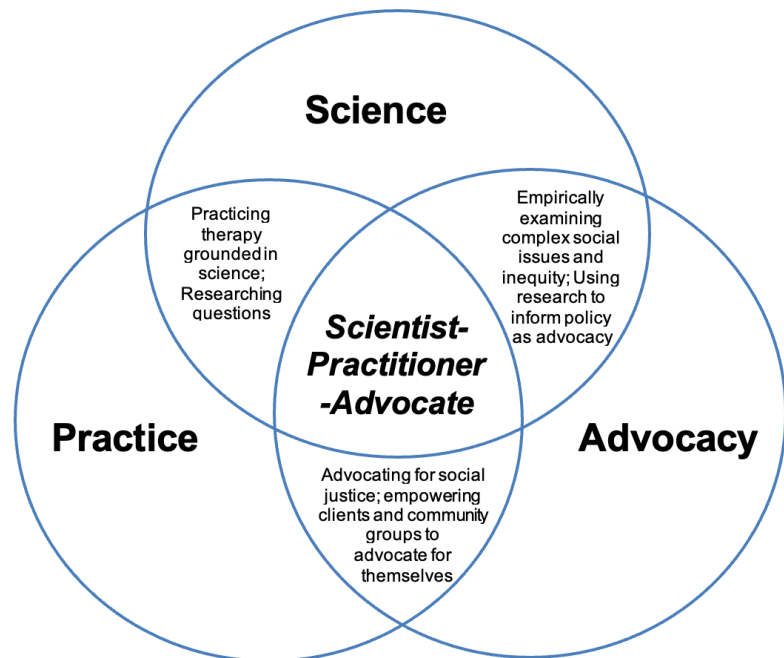 Science
Practicing
therapy
grounded in
science;
Researching
questions
Empirically
examining
complex social
issues and
inequity; Using
research to
inform policy
as advocacy
Scientist-
Practitioner
-Advocate
Practice
Advocacy
Advocating for social
justice; empowering
clients and community
groups to
advocate for
themselves